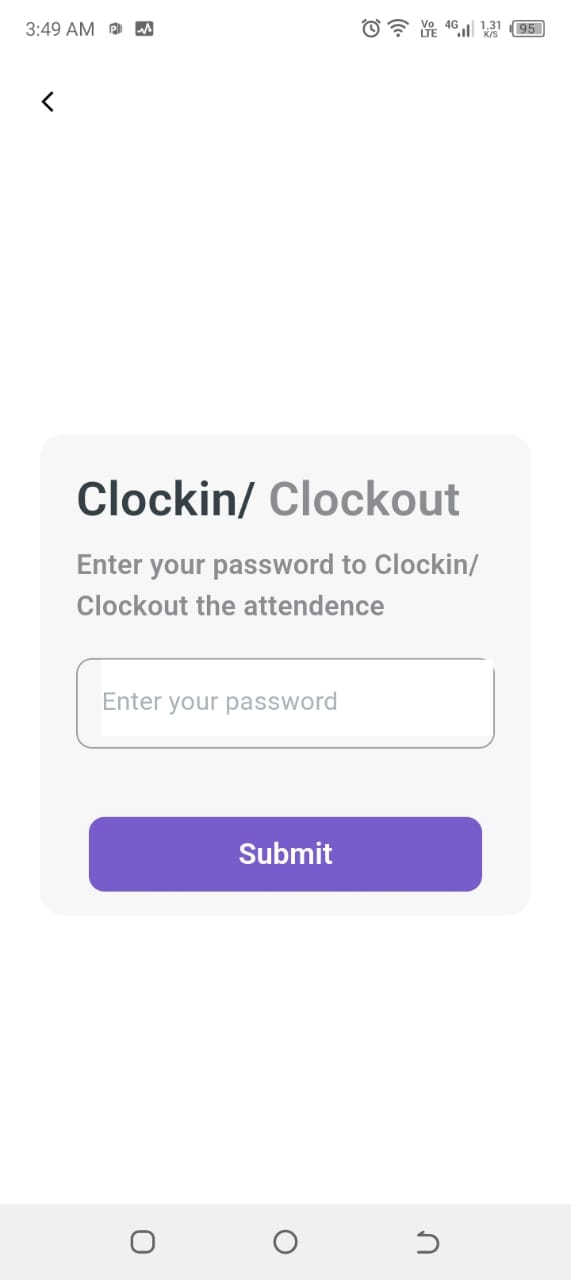 3:49 AM
Vo LTE 4G 1.31 K/S 95
Clockin/ Clockout
Enter your password to Clockin/
Clockout the attendence
Enter your password
Submit